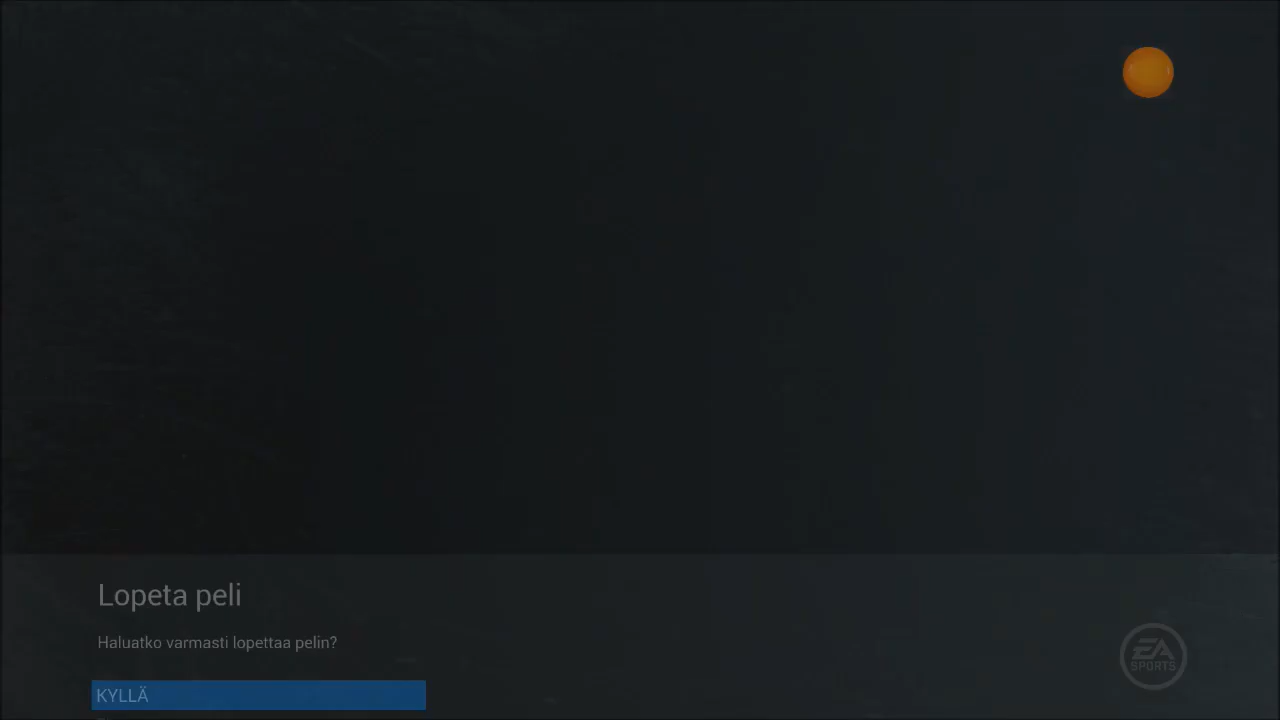 Lopeta peli
Haluatko varmasti lopettaa pelin?
KYLLÄ
EA
SPORTS